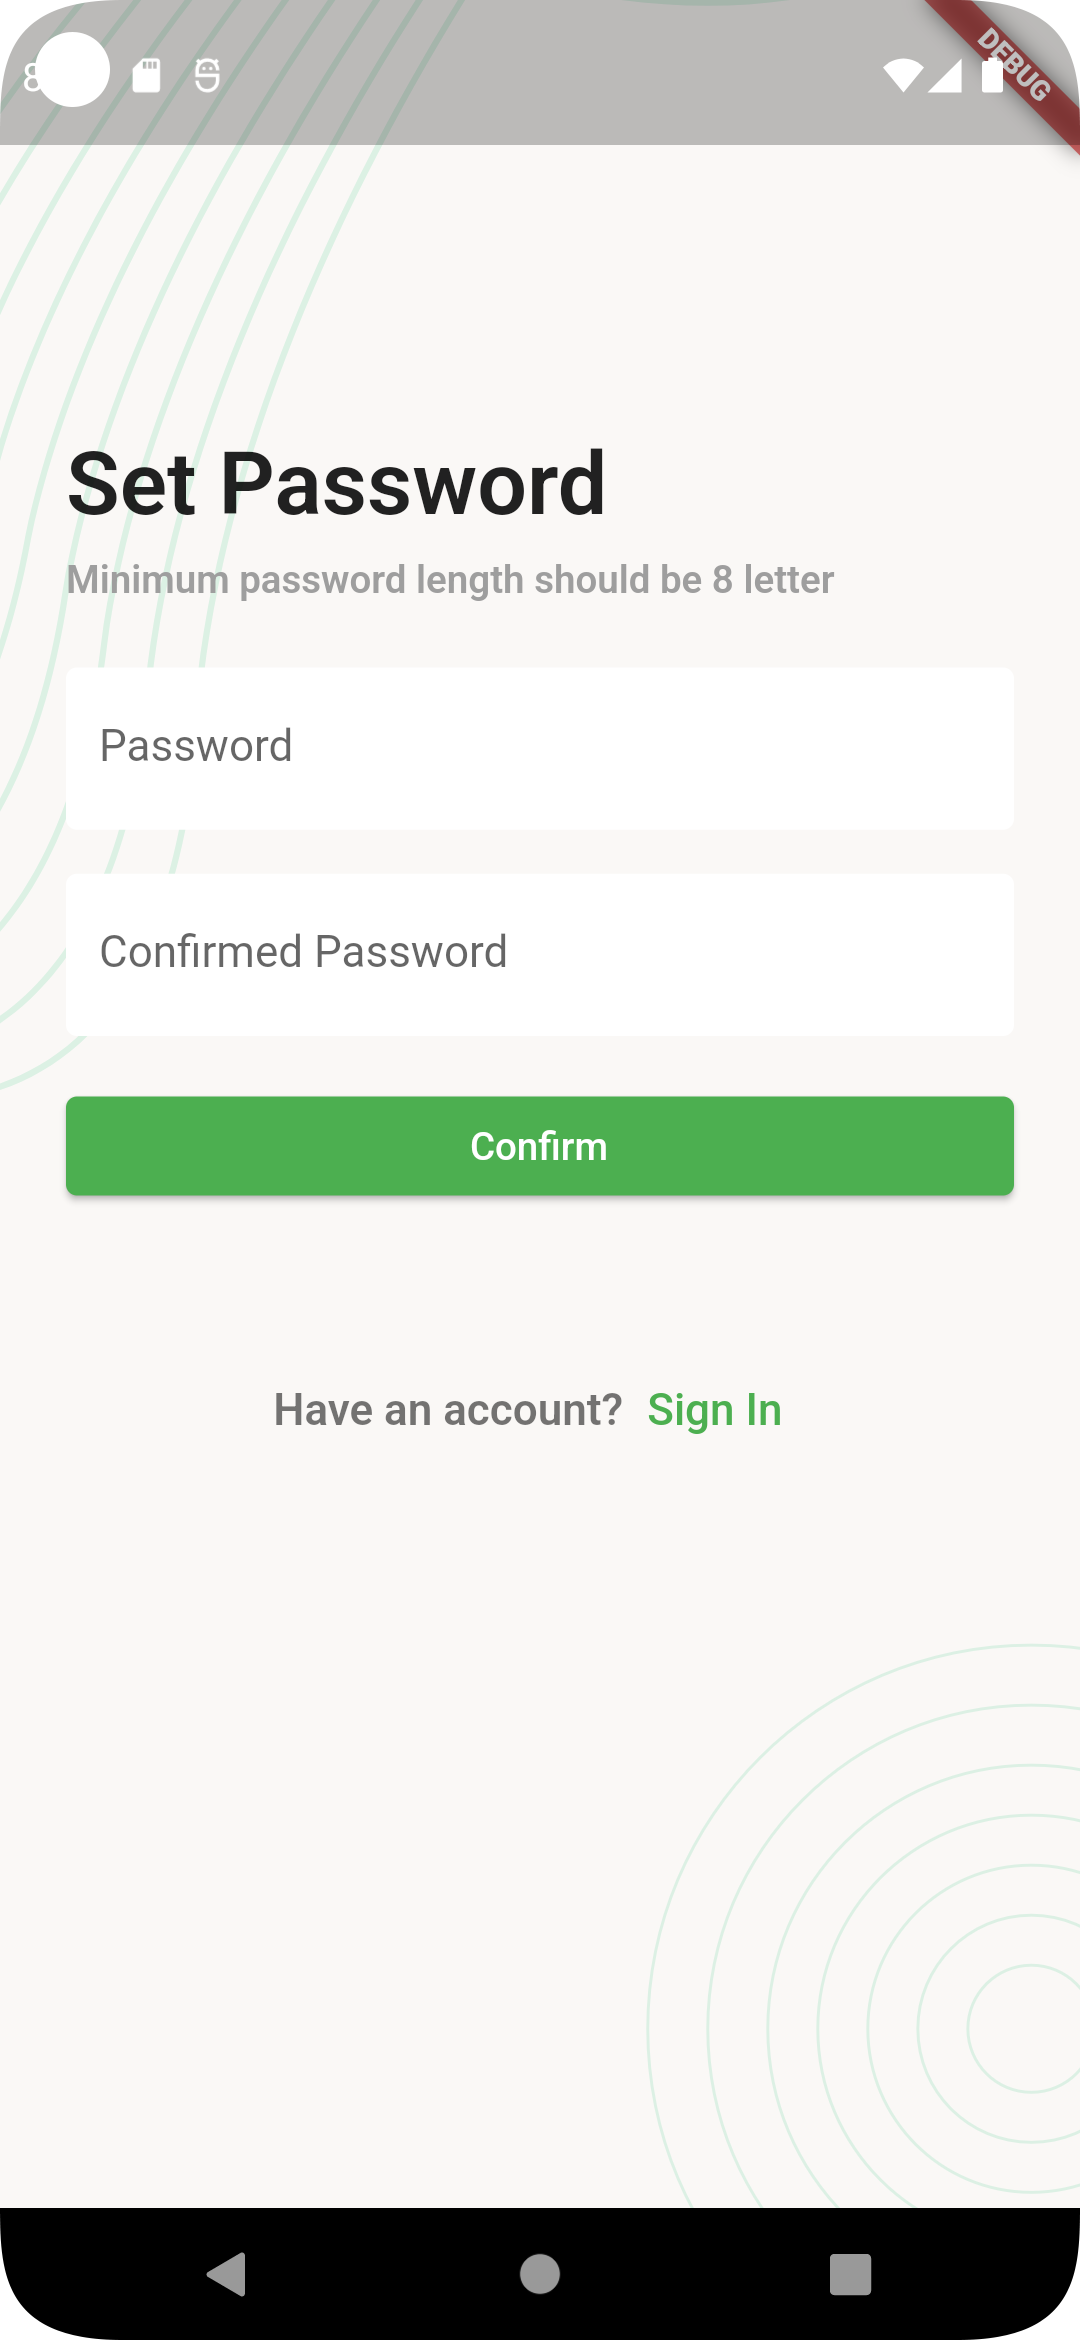 DEBUG
Set Password
Minimum password length should be 8 letter
Password
Confirmed Password
Confirm
Have an account? Sign In